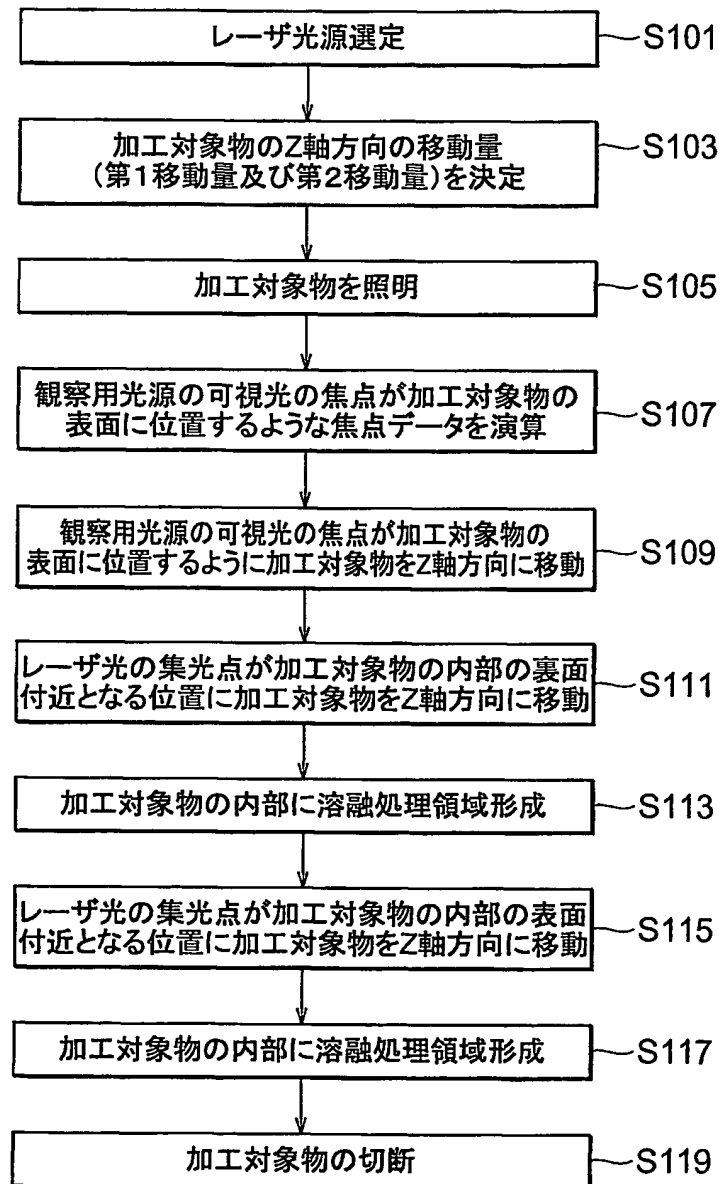 レーザ光源選定
S101
加工対象物のZ軸方向の移動量
(第1移動量及び第2移動量)を決定
S103
加工対象物を照明
S105
観察用光源の可視光の焦点が加工対象物の
表面に位置するような焦点データを演算
S107
観察用光源の可視光の焦点が加工対象物の
表面に位置するように加工対象物をZ軸方向に移動
S109
レーザ光の集光点が加工対象物の内部の裏面
付近となる位置に加工対象物をZ軸方向に移動
S111
加工対象物の内部に溶融処理領域形成
S113
レーザ光の集光点が加工対象物の内部の表面
付近となる位置に加工対象物をZ軸方向に移動
S115
加工対象物の内部に溶融処理領域形成
S117
加工対象物の切断
S119